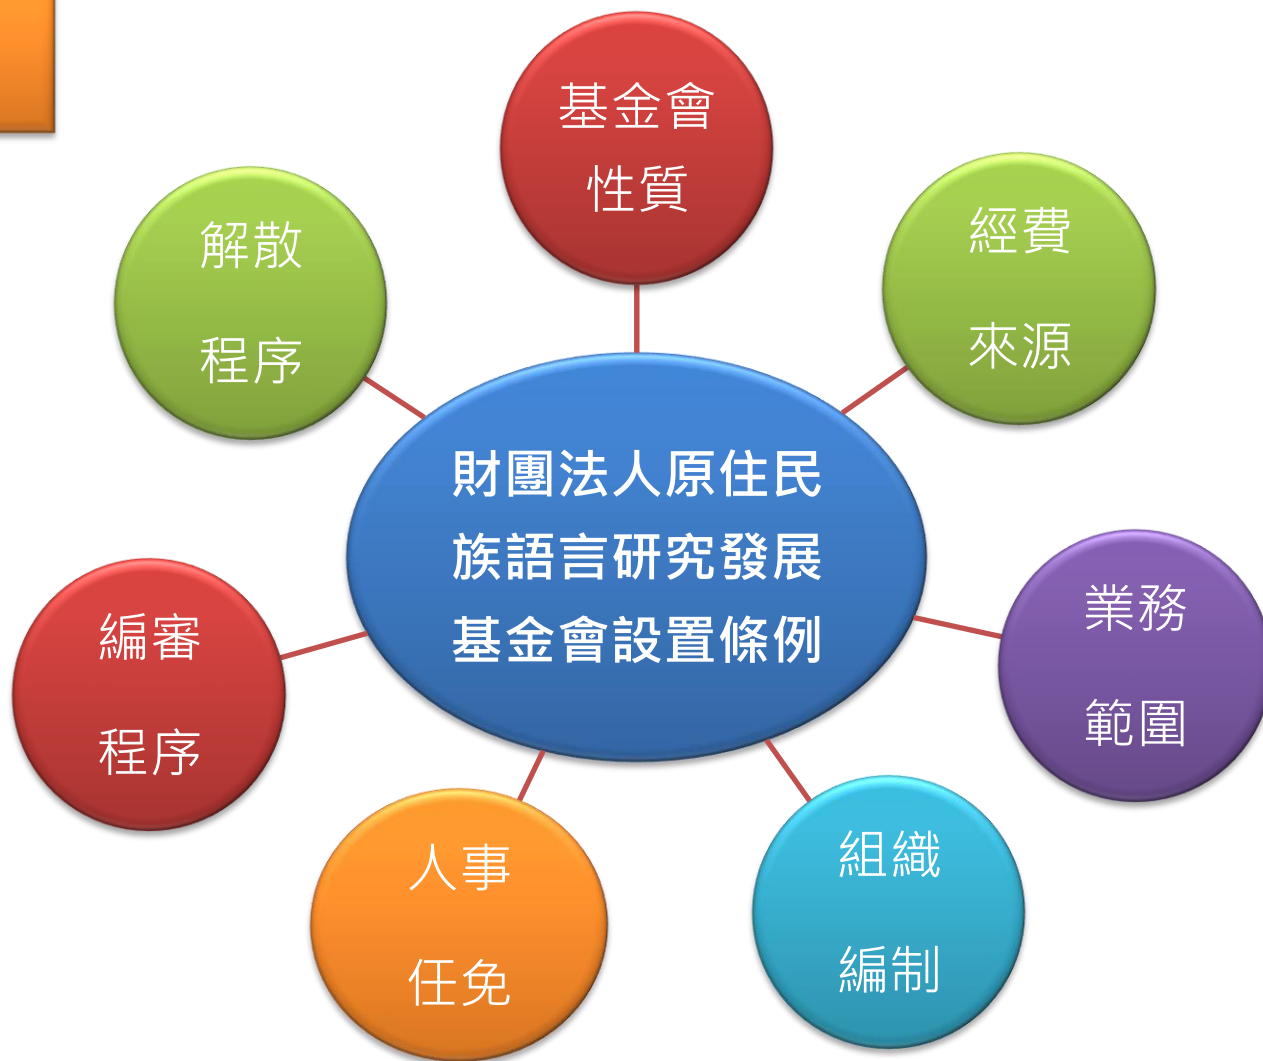 基金會
性質
經費
來源
業務
範圍
組織
編制
人事
任免
編審
程序
解散
程序
財團法人原住民
族語言研究發展
基金會設置條例